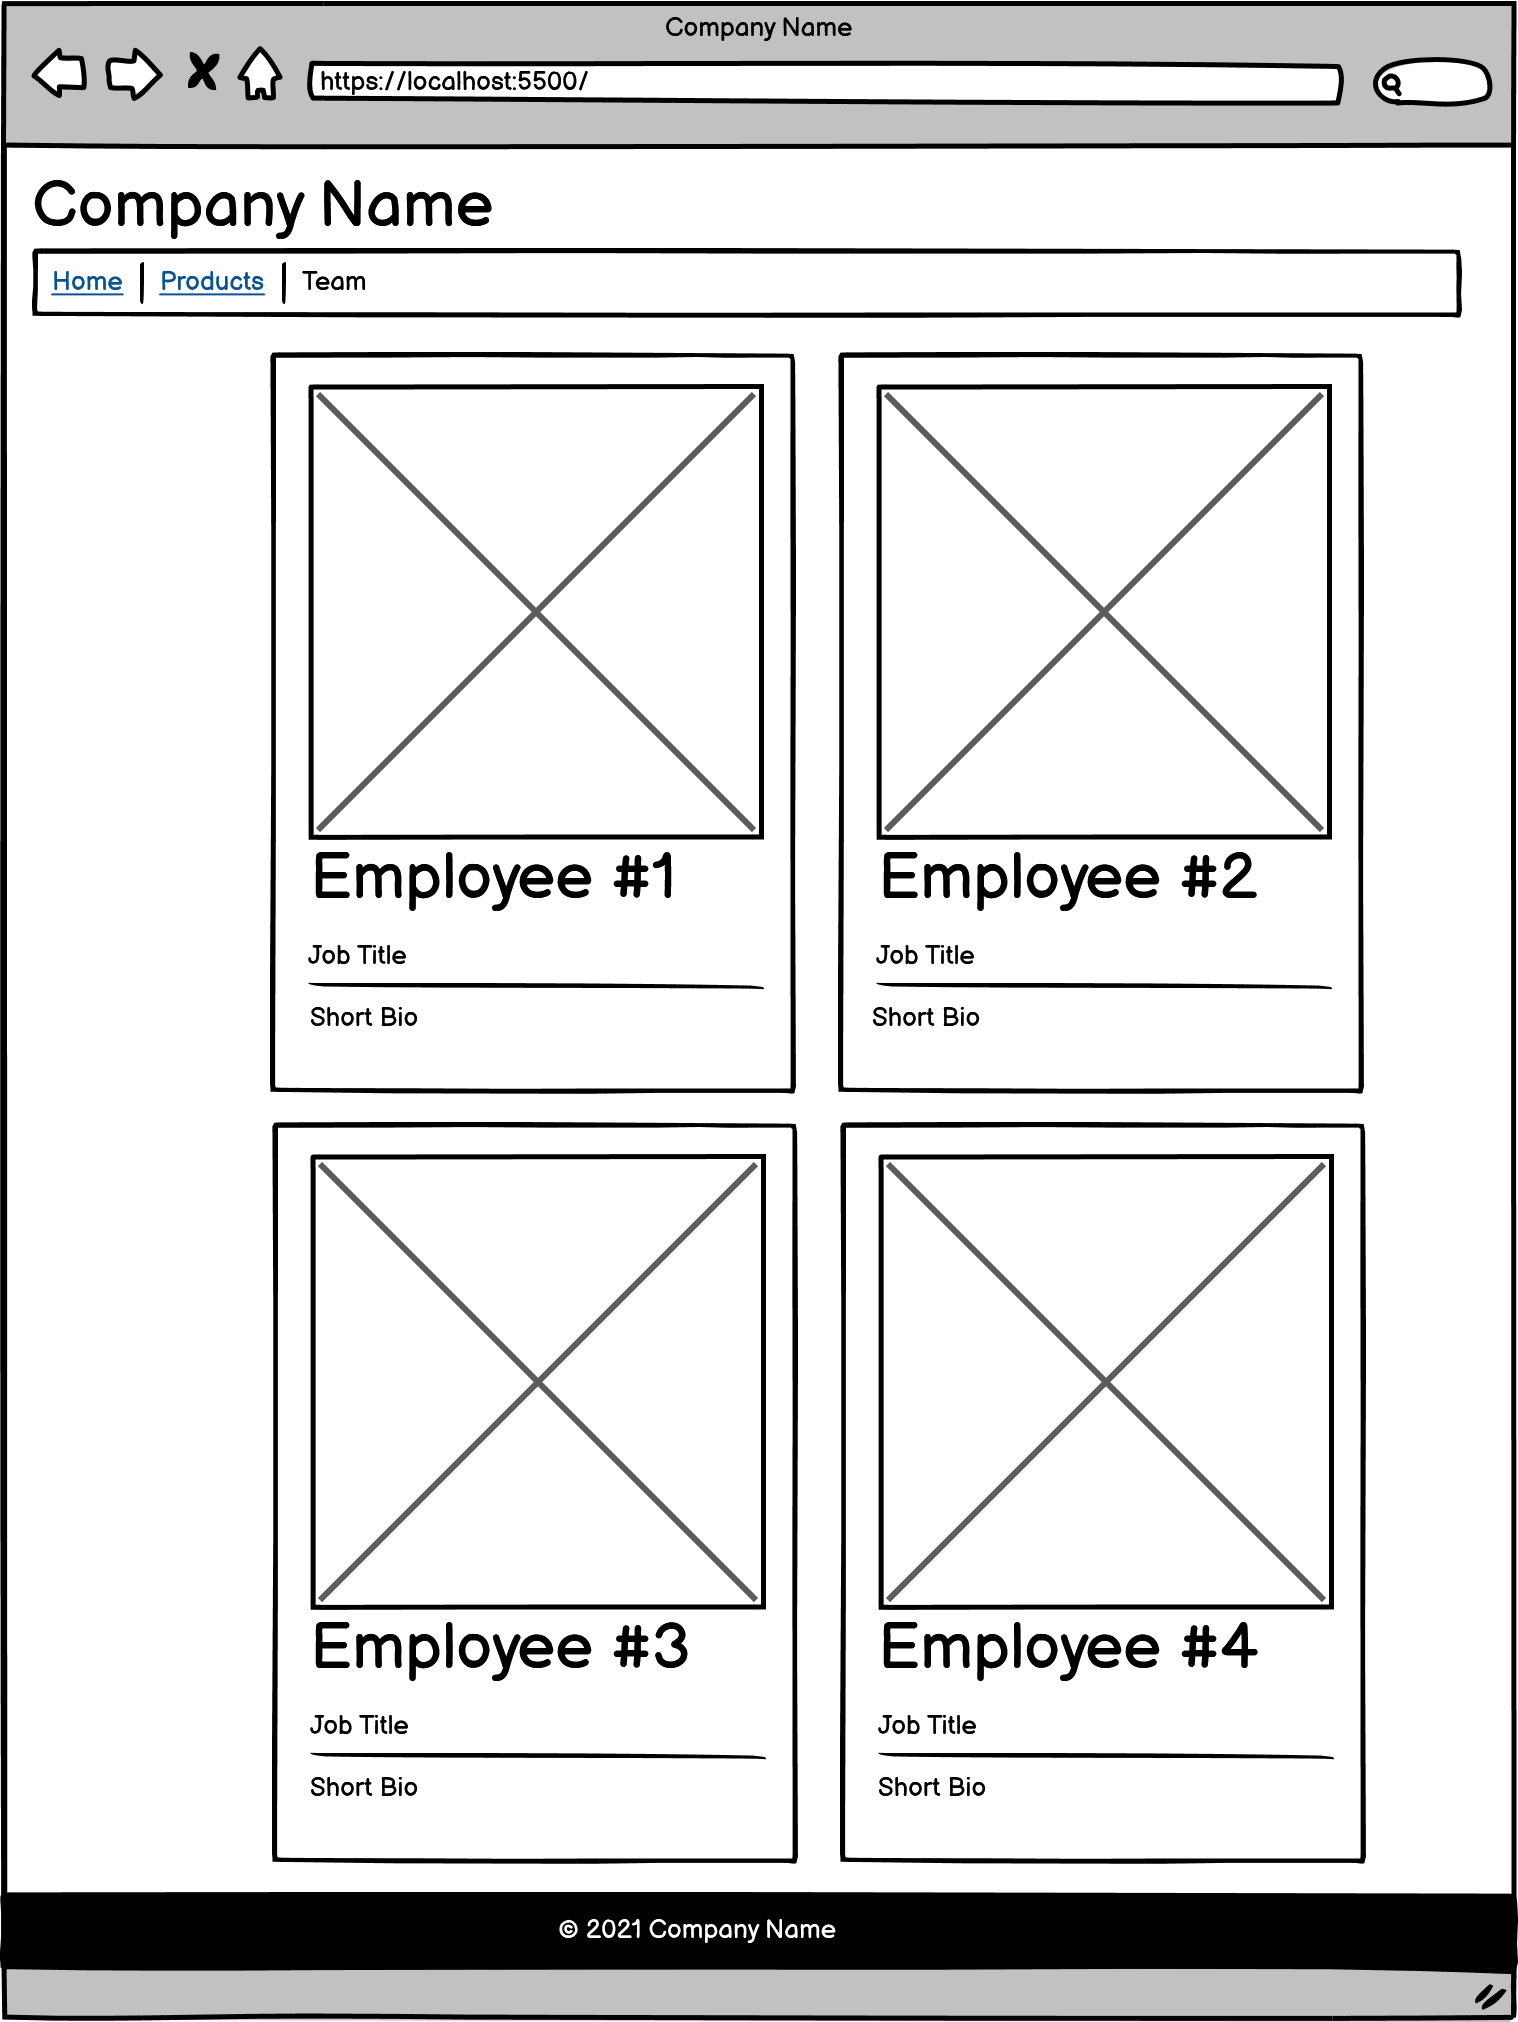 Company Name
https://localhost:5500/
Company Name
Home Products Team
Employee #1 Employee #2
Job Title Job Title
Short Bio Short Bio
Employee #3 Employee #4
Job Title Job Title
Short Bio Short Bio
© 2021 Company Name